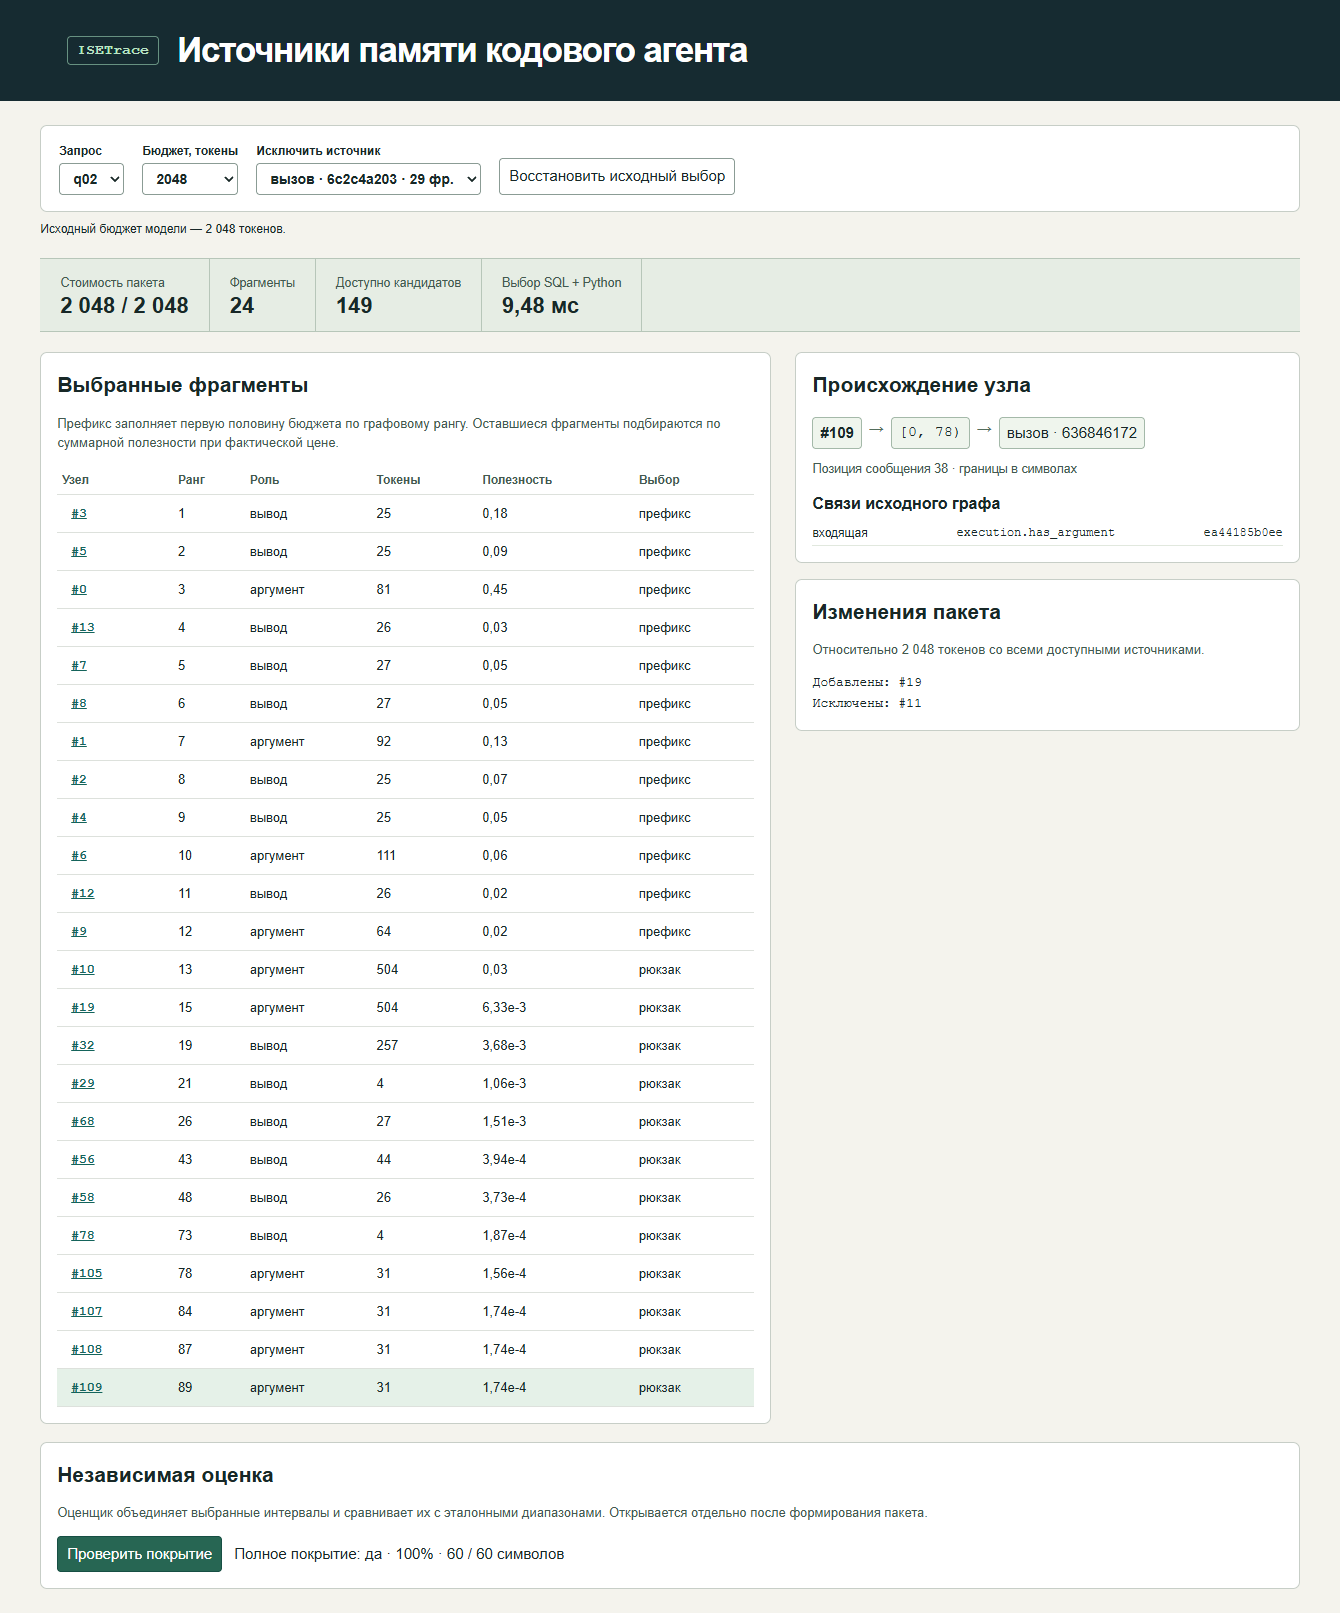 ISETrace
Источники памяти кодового агента
Запрос
Бюджет, токены
Исключить источник
q02
2048
вызов · 6c2c4a203 · 29 фр.
Восстановить исходный выбор
Исходный бюджет модели — 2 048 токенов.
Стоимость пакета
2 048 / 2 048
Фрагменты
24
Доступно кандидатов
149
Выбор SQL + Python
9,48 мс
Выбранные фрагменты
Префикс заполняет первую половину бюджета по графовому рангу. Оставшиеся фрагменты подбираются по
суммарной полезности при фактической цене.
Узел Ранг Роль Токены Полезность Выбор
#3 1 вывод 25 0,18 префикс
#5 2 вывод 25 0,09 префикс
#0 3 аргумент 81 0,45 префикс
#13 4 вывод 26 0,03 префикс
#7 5 вывод 27 0,05 префикс
#8 6 вывод 27 0,05 префикс
#1 7 аргумент 92 0,13 префикс
#2 8 вывод 25 0,07 префикс
#4 9 вывод 25 0,05 префикс
#6 10 аргумент 111 0,06 префикс
#12 11 вывод 26 0,02 префикс
#9 12 аргумент 64 0,02 префикс
#10 13 аргумент 504 0,03 рюкзак
#19 15 аргумент 504 6,33e-3 рюкзак
#32 19 вывод 257 3,68e-3 рюкзак
#29 21 вывод 4 1,06e-3 рюкзак
#68 26 вывод 27 1,51e-3 рюкзак
#56 43 вывод 44 3,94e-4 рюкзак
#58 48 вывод 26 3,73e-4 рюкзак
#78 73 вывод 4 1,87e-4 рюкзак
#105 78 аргумент 31 1,56e-4 рюкзак
#107 84 аргумент 31 1,74e-4 рюкзак
#108 87 аргумент 31 1,74e-4 рюкзак
#109 89 аргумент 31 1,74e-4 рюкзак
Происхождение узла
#109 → [0, 78) → вызов · 636846172
Позиция сообщения 38 · границы в символах
Связи исходного графа
входящая execution.has_argument ea44185b0ee
Изменения пакета
Относительно 2 048 токенов со всеми доступными источниками.
Добавлены: #19
Исключены: #11
Независимая оценка
Оценщик объединяет выбранные интервалы и сравнивает их с эталонными диапазонами. Открывается отдельно после формирования пакета.
Проверить покрытие
Полное покрытие: да · 100% · 60 / 60 символов